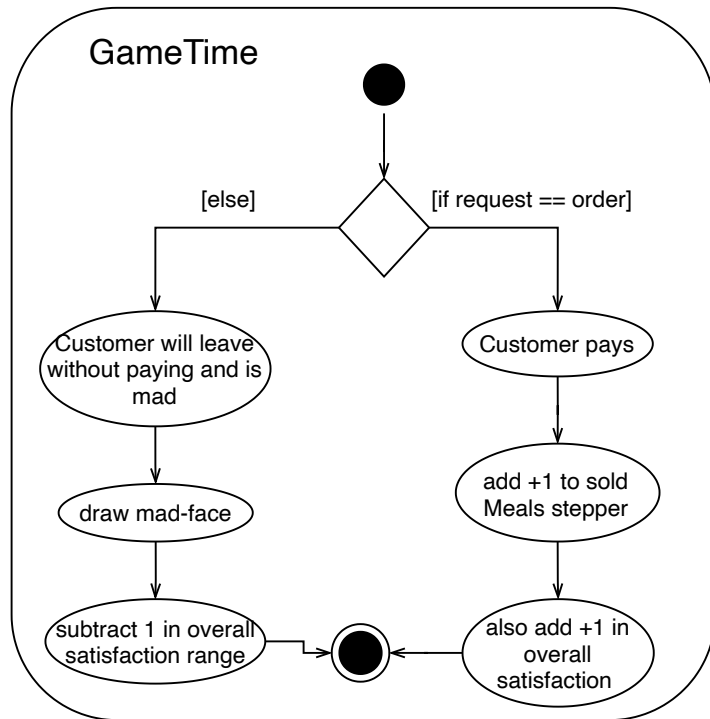 GameTime
[else]
[if request == order]
Customer will leave
without paying and is
mad
Customer pays
draw mad-face
add +1 to sold
Meals stepper
subtract 1 in overall
satisfaction range
also add +1 in
overall
satisfaction